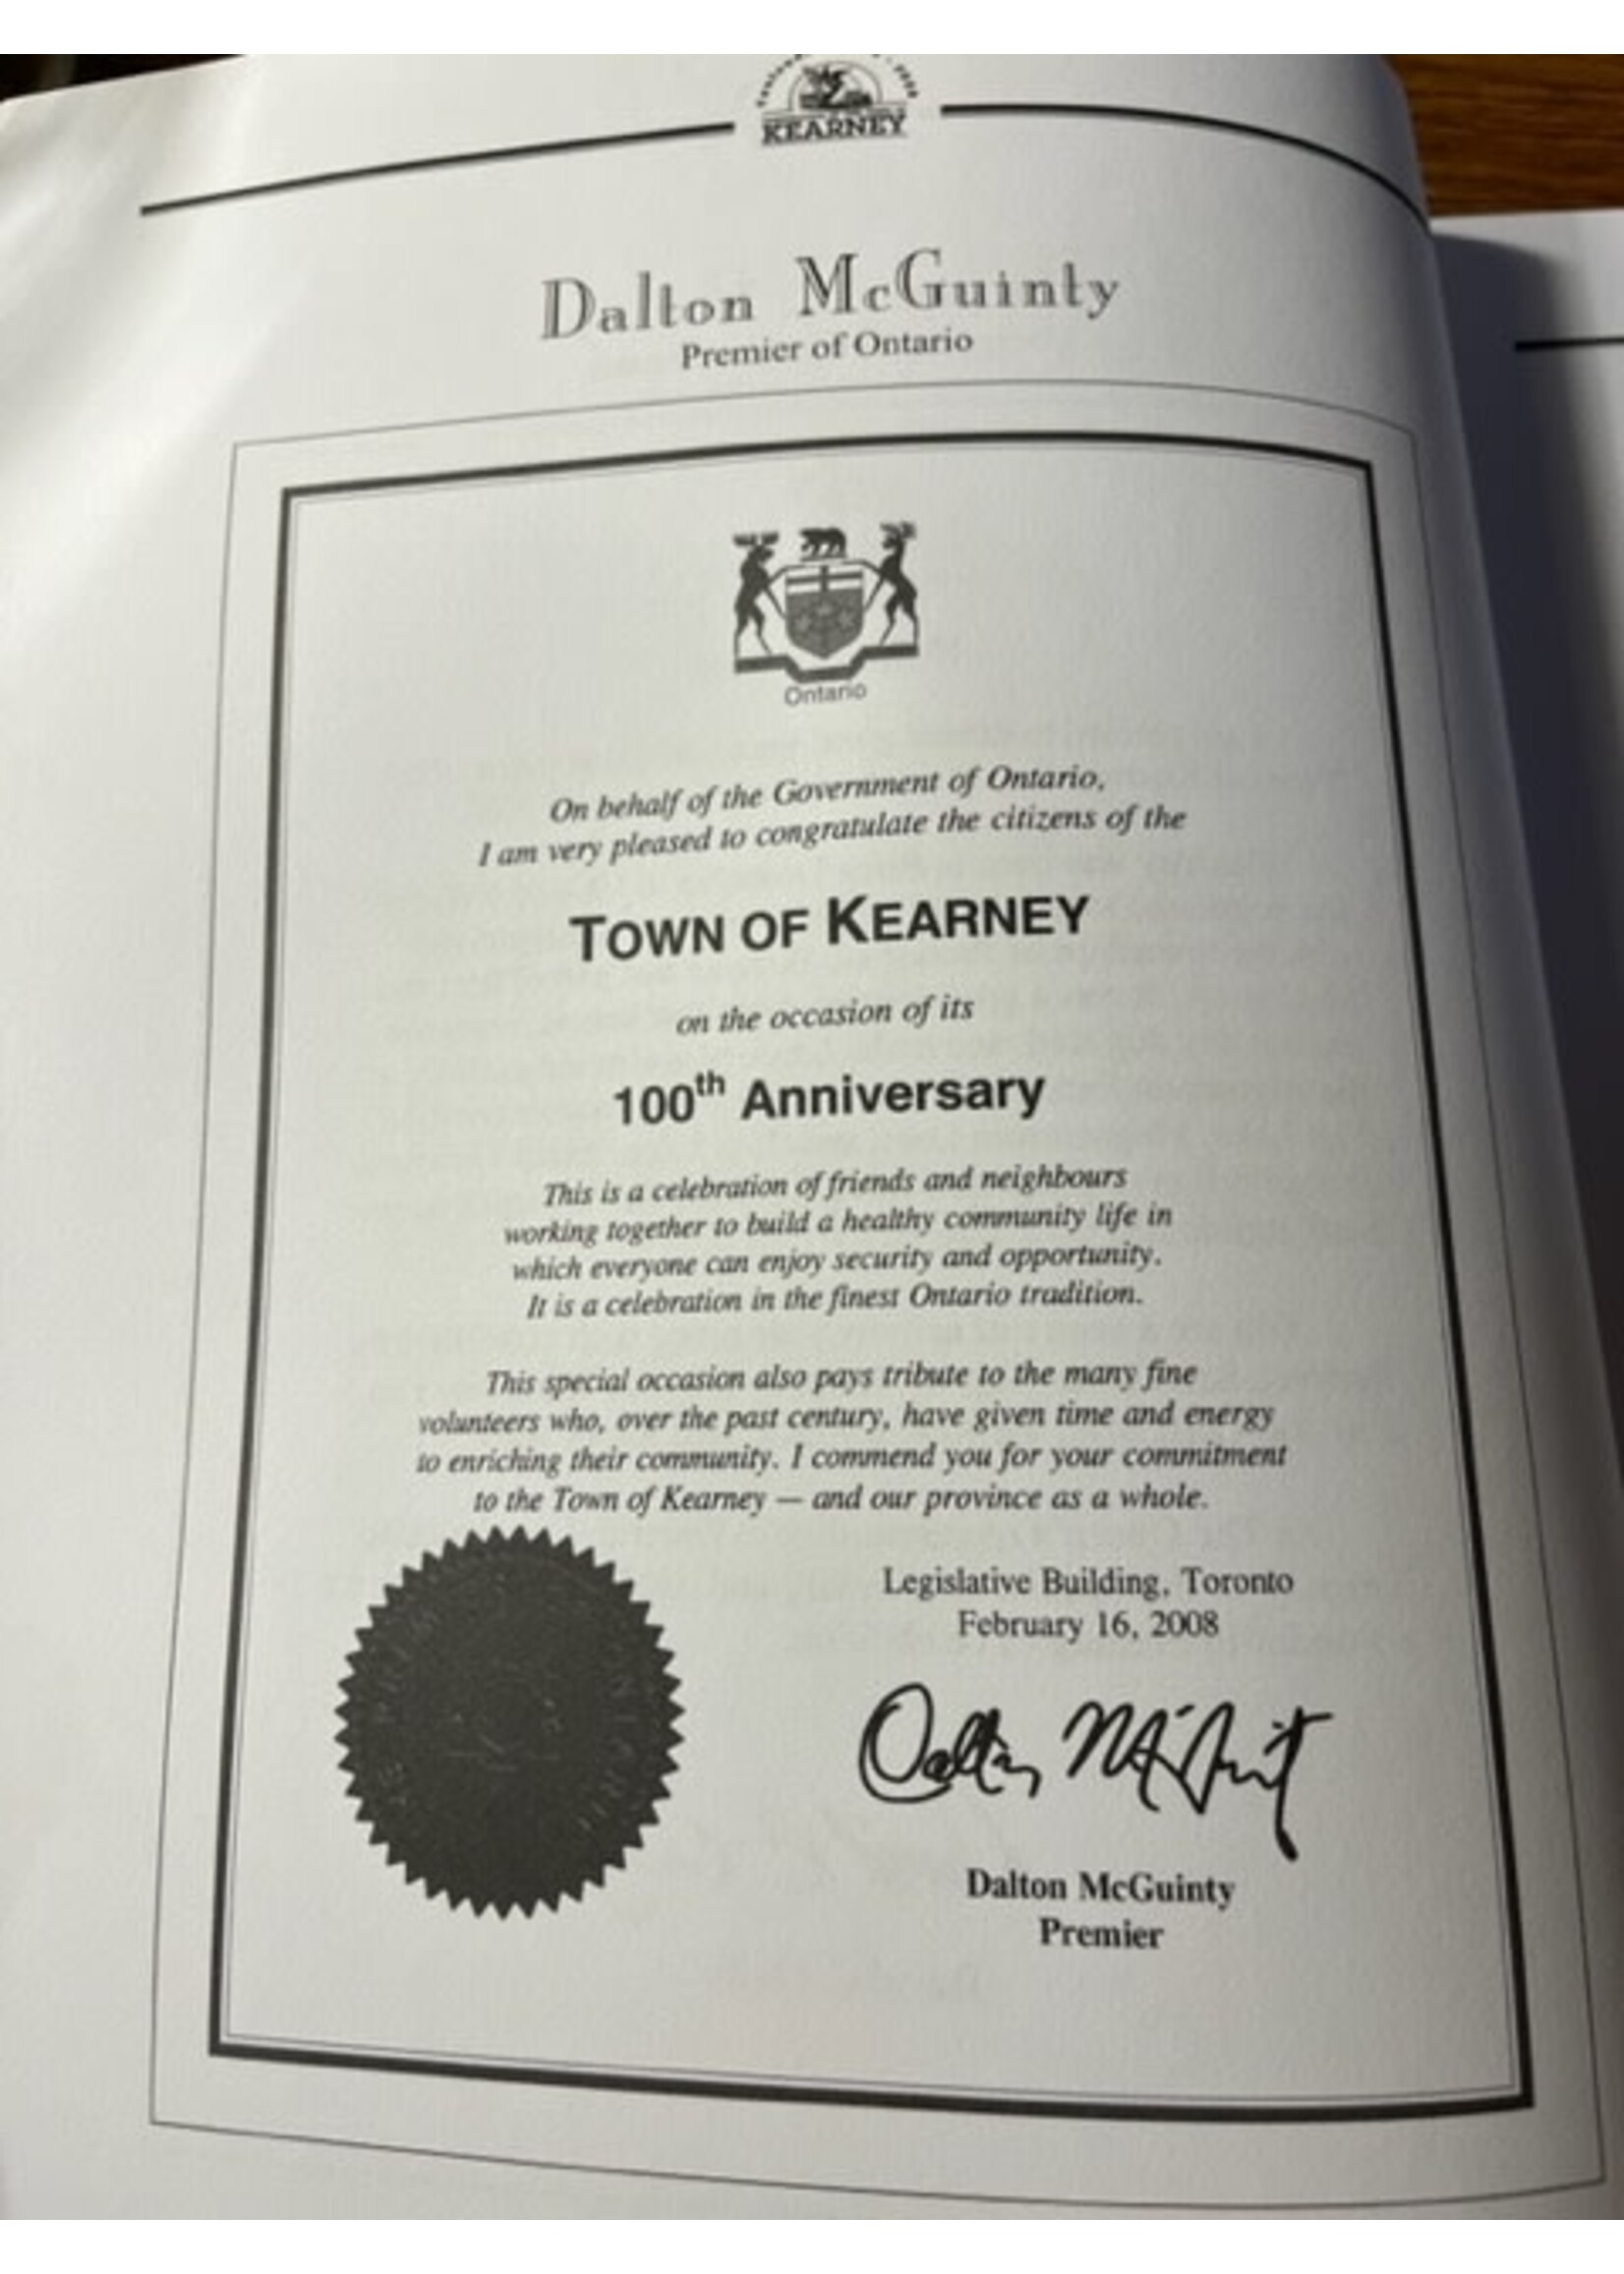 KEARNEY
Dalton McGuinty
Premier of Ontario
Ontario
On behalf of the Government of Ontario,
I am very pleased to congratulate the citizens of the
TOWN OF KEARNEY
on the occasion of its
100th Anniversary
This is a celebration of friends and neighbours
working together to build a healthy community life in
which everyone can enjoy security and opportunity.
It is a celebration in the finest Ontario tradition.
This special occasion also pays tribute to the many fine
volunteers who, over the past century, have given time and energy
to enriching their community. I commend you for your commitment
to the Town of Kearney — and our province as a whole.
Legislative Building, Toronto
February 16, 2008
Dalton McGuinty
Dalton McGuinty
Premier